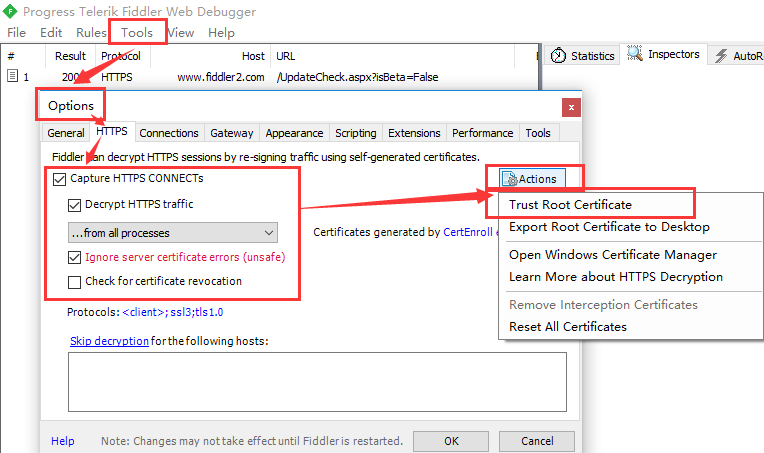 Progress Telerik Fiddler Web Debugger
File Edit Rules Tools View Help
# Result Protocol Host URL
1 200 HTTPS www.fiddler2.com /UpdateCheck.aspx?isBeta=False
Statistics Inspectors AutoR
Options
General HTTPS Connections Gateway Appearance Scripting Extensions Performance Tools
Fiddler can decrypt HTTPS sessions by re-signing traffic using self-generated certificates.
Capture HTTPS CONNECTs
Actions
Decrypt HTTPS traffic
Trust Root Certificate
...from all processes
Certificates generated by CertEnroll e
Export Root Certificate to Desktop
Ignore server certificate errors (unsafe)
Open Windows Certificate Manager
Check for certificate revocation
Learn More about HTTPS Decryption
Remove Interception Certificates
Protocols: <client>; ssl3;tls1.0
Reset All Certificates
Skip decryption for the following hosts:
Help Note: Changes may not take effect until Fiddler is restarted. OK Cancel